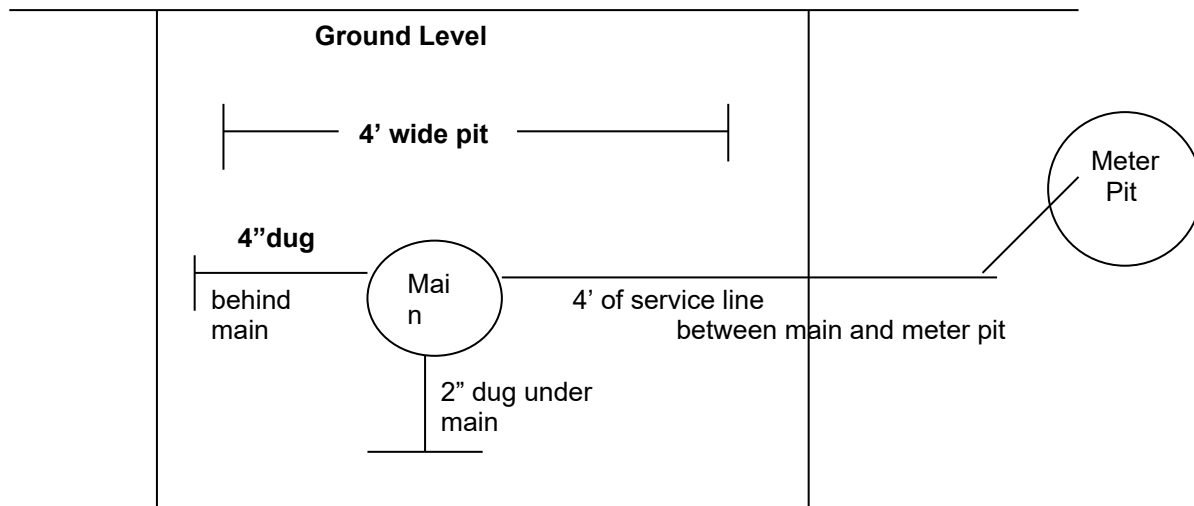 Ground Level
4’ wide pit
Meter
Pit
4”dug
behind
main
Mai
n
4’ of service line
between main and meter pit
2” dug under
main